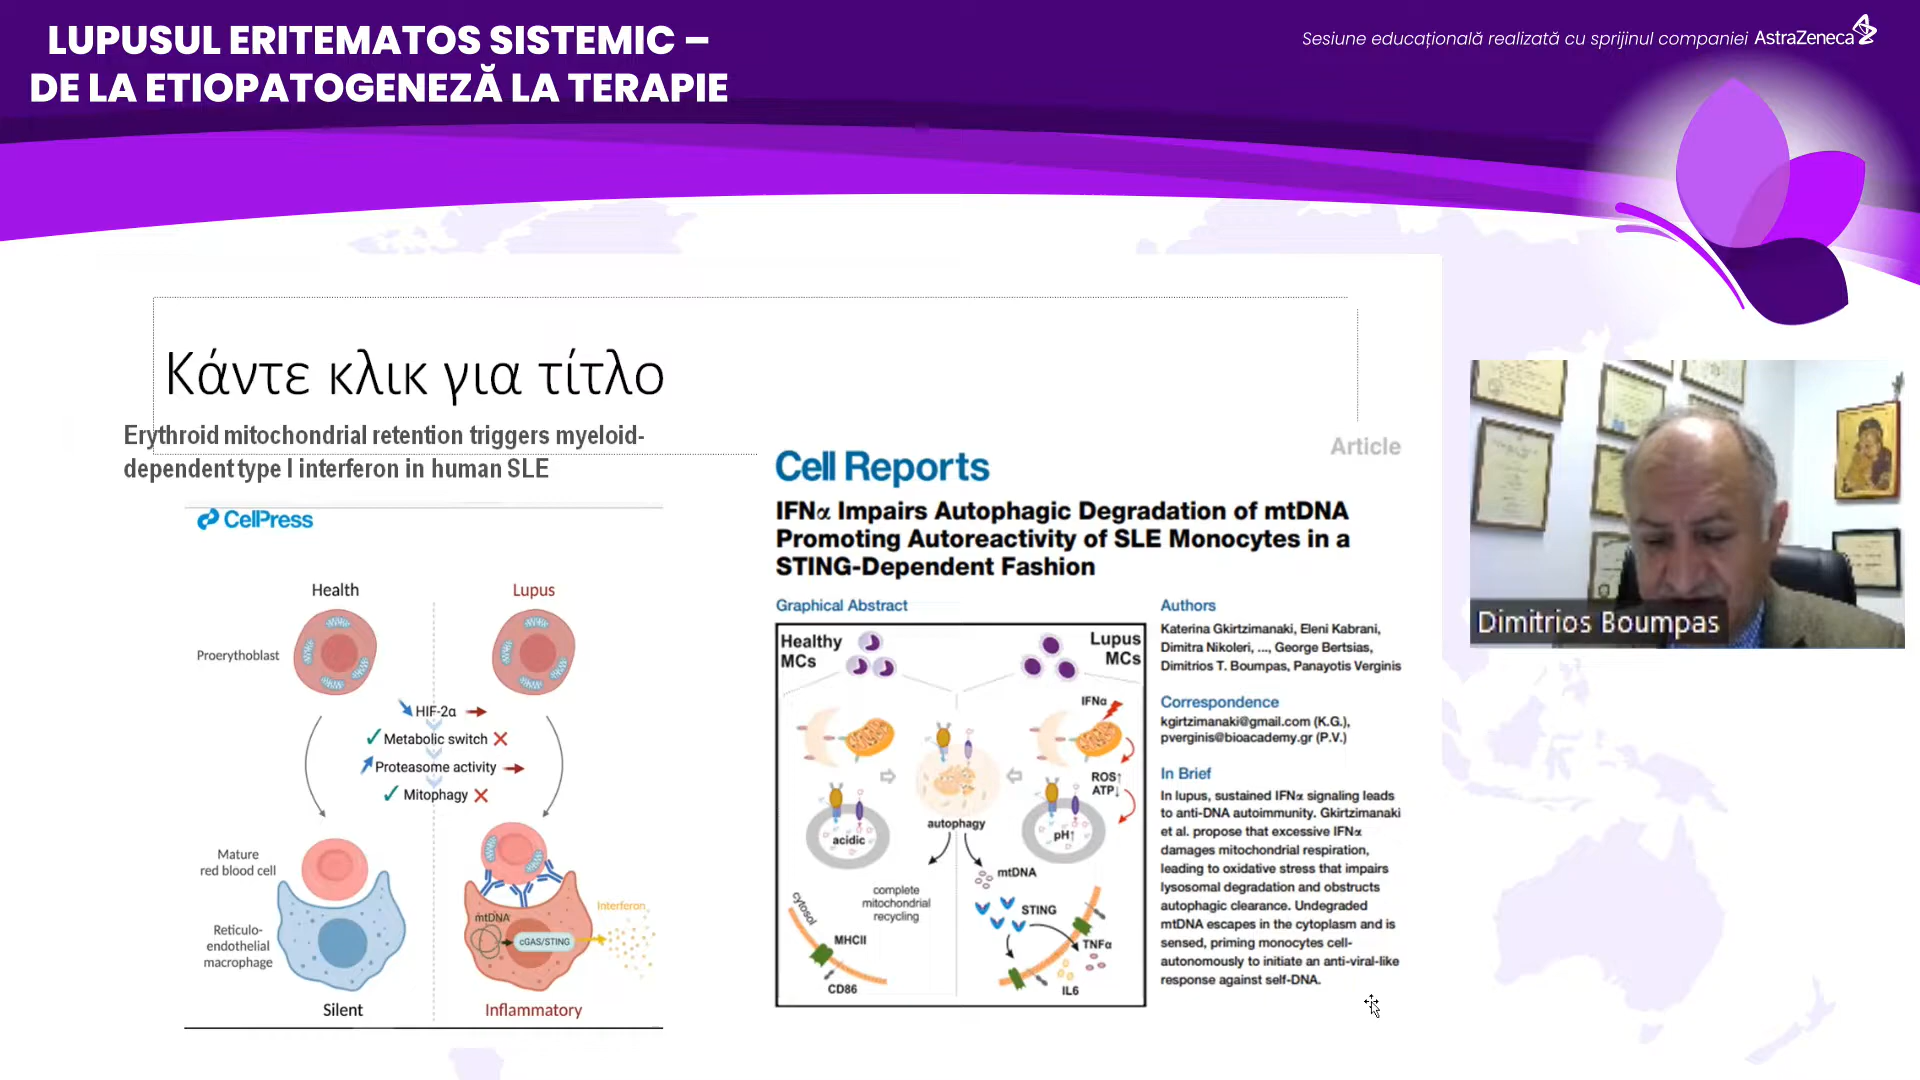 LUPUSUL ERITEMATOS SISTEMIC –
DE LA ETIOPATOGENEZĂ LA TERAPIE
Sesiune educațională realizată cu sprijinul companiei AstraZeneca
Κάντε κλικ για τίτλο
Erythroid mitochondrial retention triggers myeloid-
dependent type I interferon in human SLE
CellPress
Health
Lupus
Proerythoblast
HIF-2α
Metabolic switch
Proteasome activity
Mitophagy
Mature
red blood cell
Reticulo-
endothelial
macrophage
mtDNA
cGAS/STING
Interferon
Silent
Inflammatory
Article
Cell Reports
IFNα Impairs Autophagic Degradation of mtDNA
Promoting Autoreactivity of SLE Monocytes in a
STING-Dependent Fashion
Graphical Abstract
Healthy
MCs
Lupus
MCs
IFNα
ROS↑
ATP↓
acidic
autophagy
pH↑
mtDNA
complete
mitochondrial
recycling
cytosol
STING
MHCII
TNFα
CD86
IL6
Authors
Katerina Gkirtzimanaki, Eleni Kabrani,
Dimitra Nikoleri, ..., George Bertsias,
Dimitrios T. Boumpas, Panayotis Verginis
Correspondence
kgirtzimanaki@gmail.com (K.G.),
pverginis@bioacademy.gr (P.V.)
In Brief
In lupus, sustained IFNα signaling leads
to anti-DNA autoimmunity. Gkirtzimanaki
et al. propose that excessive IFNα
damages mitochondrial respiration,
leading to oxidative stress that impairs
lysosomal degradation and obstructs
autophagic clearance. Undegraded
mtDNA escapes in the cytoplasm and is
sensed, priming monocytes cell-
autonomously to initiate an anti-viral-like
response against self-DNA.
Dimitrios Boumpas